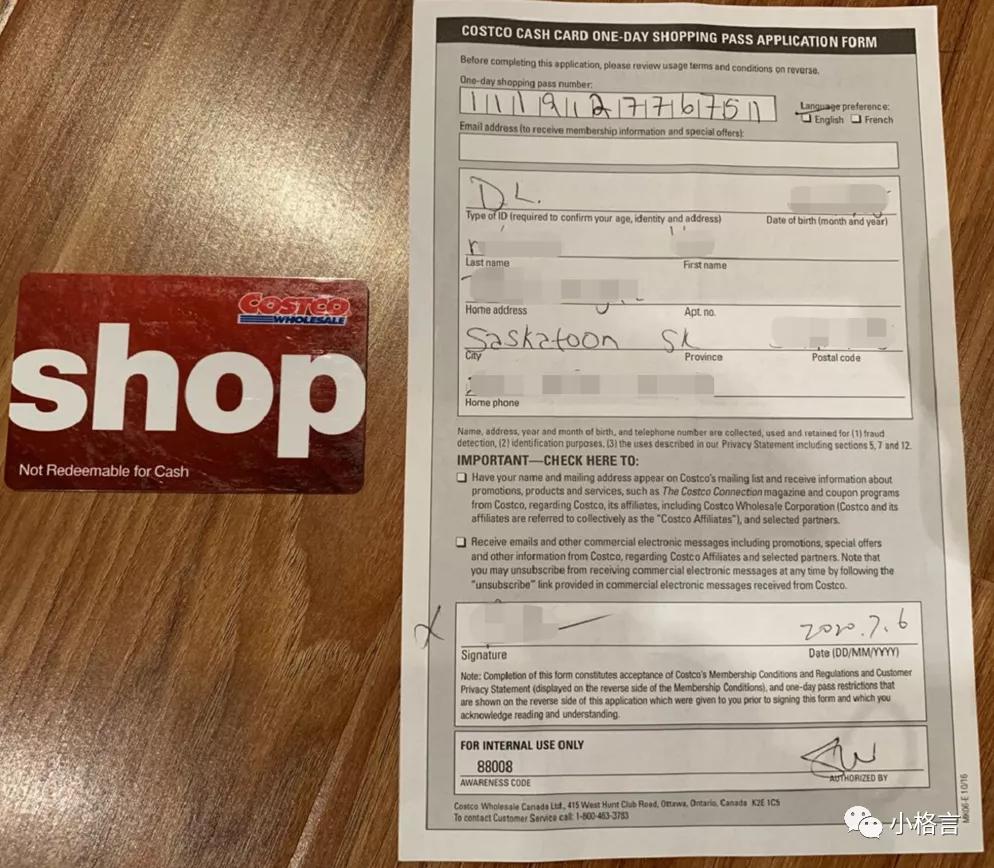 COSTCO
WHOLESALE
shop
Not Redeemable for Cash
COSTCO CASH CARD ONE-DAY SHOPPING PASS APPLICATION FORM
Before completing this application, please review usage terms and conditions on reverse.
One-day shopping pass number:
111912776751
Language preference:
English French
Email address (to receive membership information and special offers):
D L.
Type of ID (required to confirm your age, identity and address) Date of birth (month and year)
Last name First name
Home address Apt. no.
Saskatoon SK
City Province Postal code
Home phone
Name, address, year and month of birth, and telephone number are collected, used and retained for (1) fraud
detection, (2) identification purposes, (3) the uses described in our Privacy Statement including sections 5, 7 and 12.
IMPORTANT—CHECK HERE TO:
Have your name and mailing address appear on Costco's mailing list and receive information about
promotions, products and services, such as The Costco Connection magazine and coupon programs
from Costco, regarding Costco, its affiliates, including Costco Wholesale Corporation (Costco and its
affiliates are referred to collectively as the "Costco Affiliates"), and selected partners.
Receive emails and other commercial electronic messages including promotions, special offers
and other information from Costco, regarding Costco Affiliates and selected partners. Note that
you may unsubscribe from receiving commercial electronic messages at any time by following the
"unsubscribe" link provided in commercial electronic messages received from Costco.
X 2020.7.6
Signature Date (DD/MM/YYYY)
Note: Completion of this form constitutes acceptance of Costco's Membership Conditions and Regulations and Customer
Privacy Statement (displayed on the reverse side of the Membership Conditions), and one-day pass restrictions that
are shown on the reverse side of this application which were given to you prior to signing this form and which you
acknowledge reading and understanding.
FOR INTERNAL USE ONLY
88008
AWARENESS CODE AUTHORIZED BY
Costco Wholesale Canada Ltd., 415 West Hunt Club Road, Ottawa, Ontario, Canada K2E 1C5
To contact Customer Service call: 1-800-463-3783
MK06-E 10/16
小格言